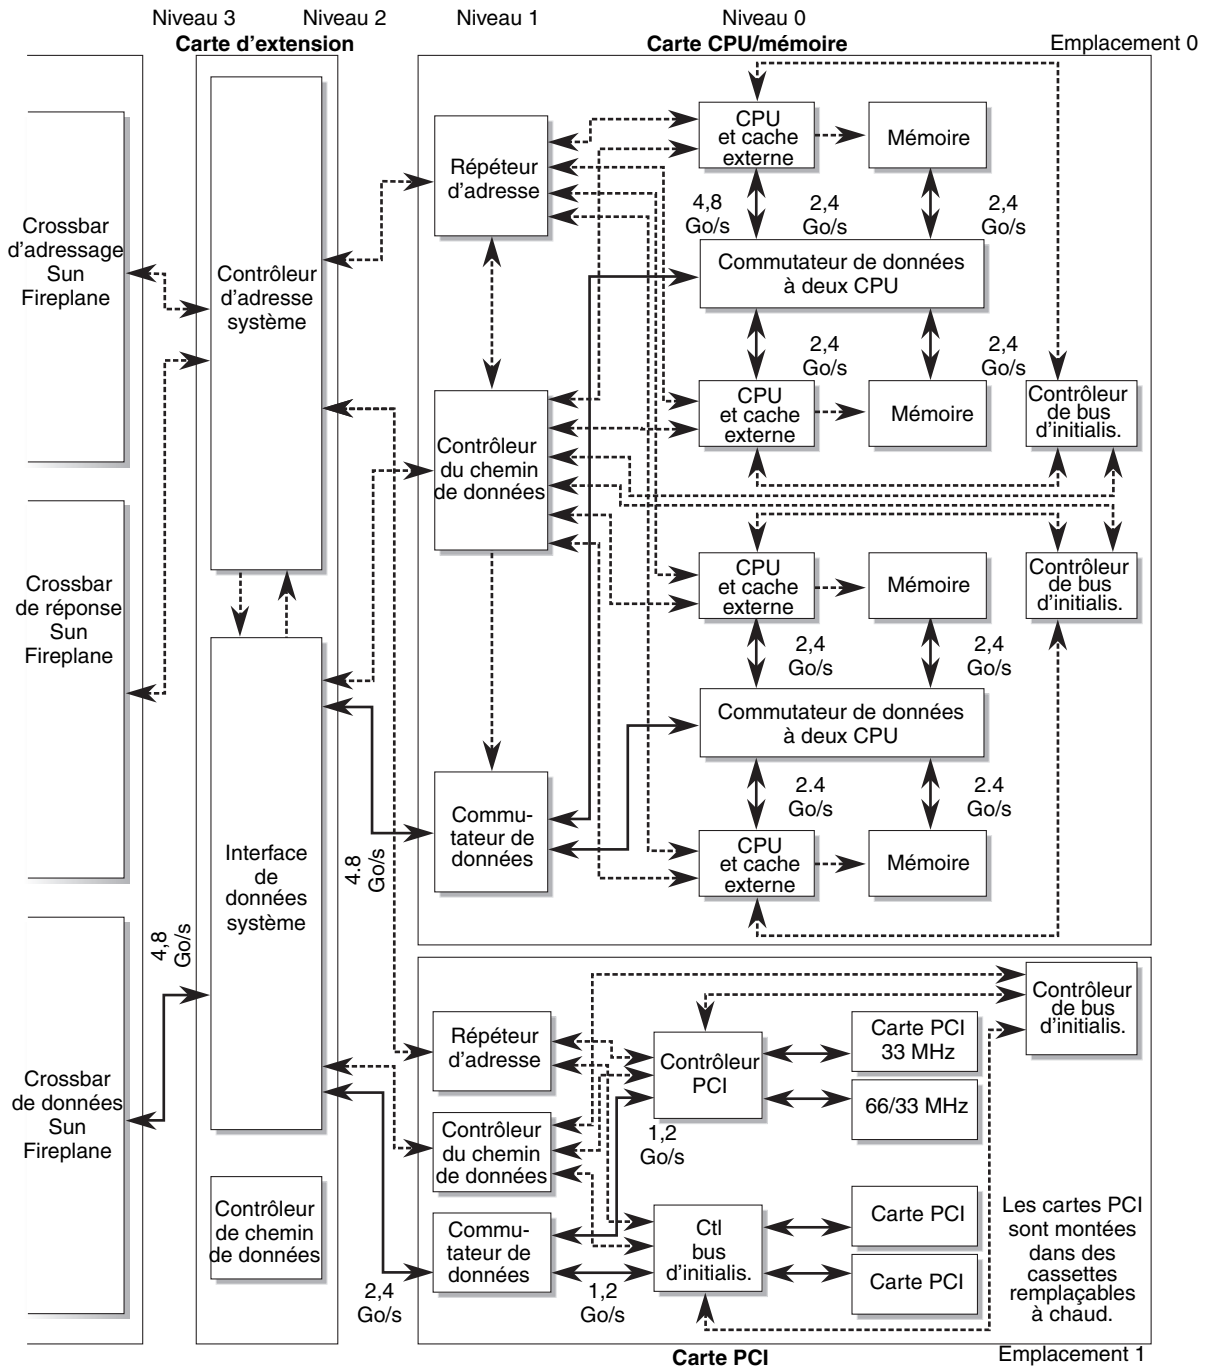 Niveau 3
Niveau 2
Niveau 1
Niveau 0
Carte d'extension
Carte CPU/mémoire
Emplacement 0
Crossbar
d'adressage
Sun
Fireplane
Crossbar
de réponse
Sun
Fireplane
Crossbar
de données
Sun
Fireplane
4,8
Go/s
Contrôleur
d'adresse
système
Interface
de
données
système
Contrôleur
de chemin
de données
4.8
Go/s
2,4
Go/s
Répéteur
d'adresse
Contrôleur
du chemin
de données
Commu-
tateur de
données
CPU
et cache
externe
Mémoire
4,8
Go/s
2,4
Go/s
2,4
Go/s
Commutateur de données
à deux CPU
2,4
Go/s
2,4
Go/s
CPU
et cache
externe
Mémoire
Contrôleur
de bus
d'initialis.
CPU
et cache
externe
Mémoire
Contrôleur
de bus
d'initialis.
2,4
Go/s
2,4
Go/s
Commutateur de données
à deux CPU
2.4
Go/s
2.4
Go/s
CPU
et cache
externe
Mémoire
Répéteur
d'adresse
Contrôleur
du chemin
de données
Commu-
tateur de
données
Contrôleur
PCI
1,2
Go/s
Ctl
bus
d'initialis.
1,2
Go/s
Carte PCI
33 MHz
66/33 MHz
Carte PCI
Carte PCI
Contrôleur
de bus
d'initialis.
Les cartes PCI
sont montées
dans des
cassettes
remplaçables
à chaud.
Carte PCI
Emplacement 1